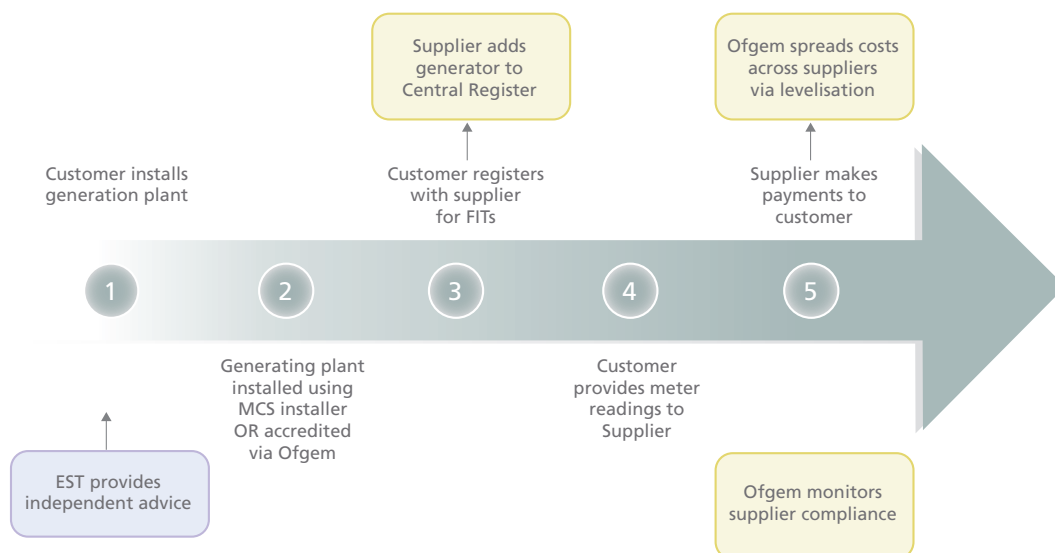 Supplier adds
generator to
Central Register
Ofgem spreads costs
across suppliers
via levelisation
Customer installs
generation plant
Customer registers
with supplier
for FITs
Supplier makes
payments to
customer
1
2
3
4
5
Generating plant
installed using
MCS installer
OR accredited
via Ofgem
Customer
provides meter
readings to
Supplier
EST provides
independent advice
Ofgem monitors
supplier compliance